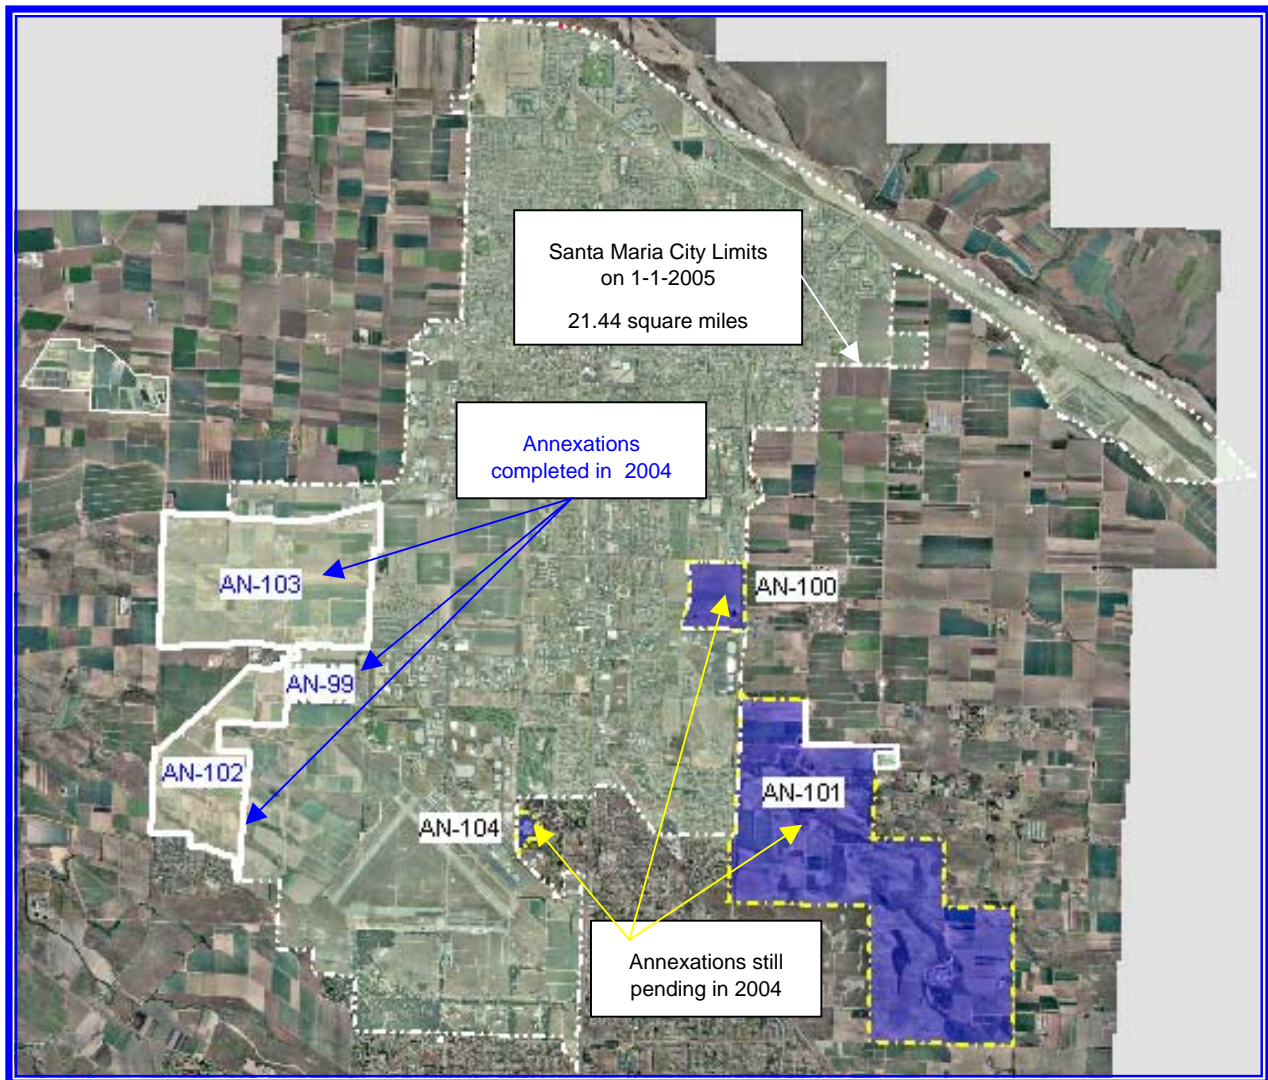 Santa Maria City Limits
on 1-1-2005
21.44 square miles
Annexations
completed in 2004
AN-103
AN-100
AN-99
AN-102
AN-101
AN-104
Annexations still
pending in 2004